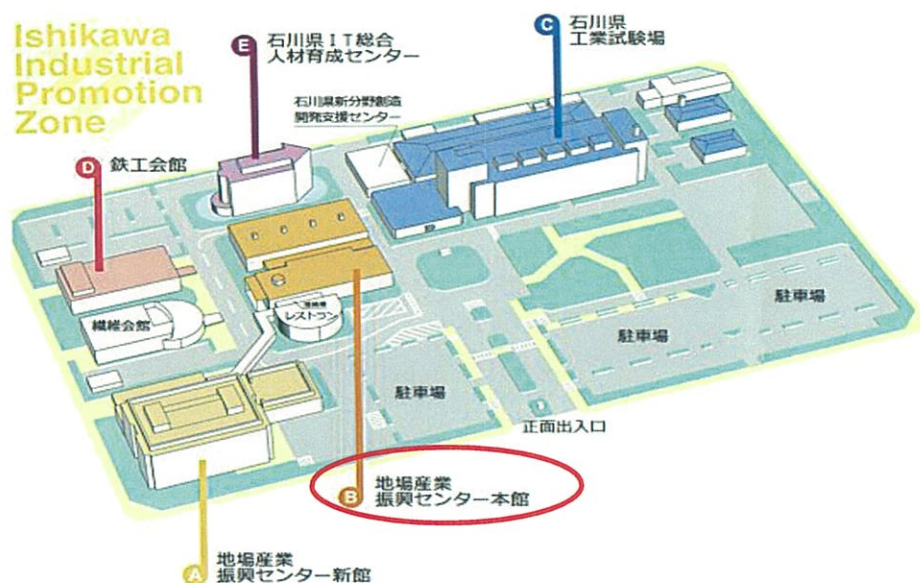 Ishikawa
Industrial
Promotion
Zone
E
石川県IT総合
人材育成センター
C
石川県
工業試験場
石川県新分野創造
開発支援センター
D
鉄工会館
繊維会館
レストラン
駐車場
駐車場
駐車場
正面出入口
B
地場産業
振興センター本館
A
地場産業
振興センター新館